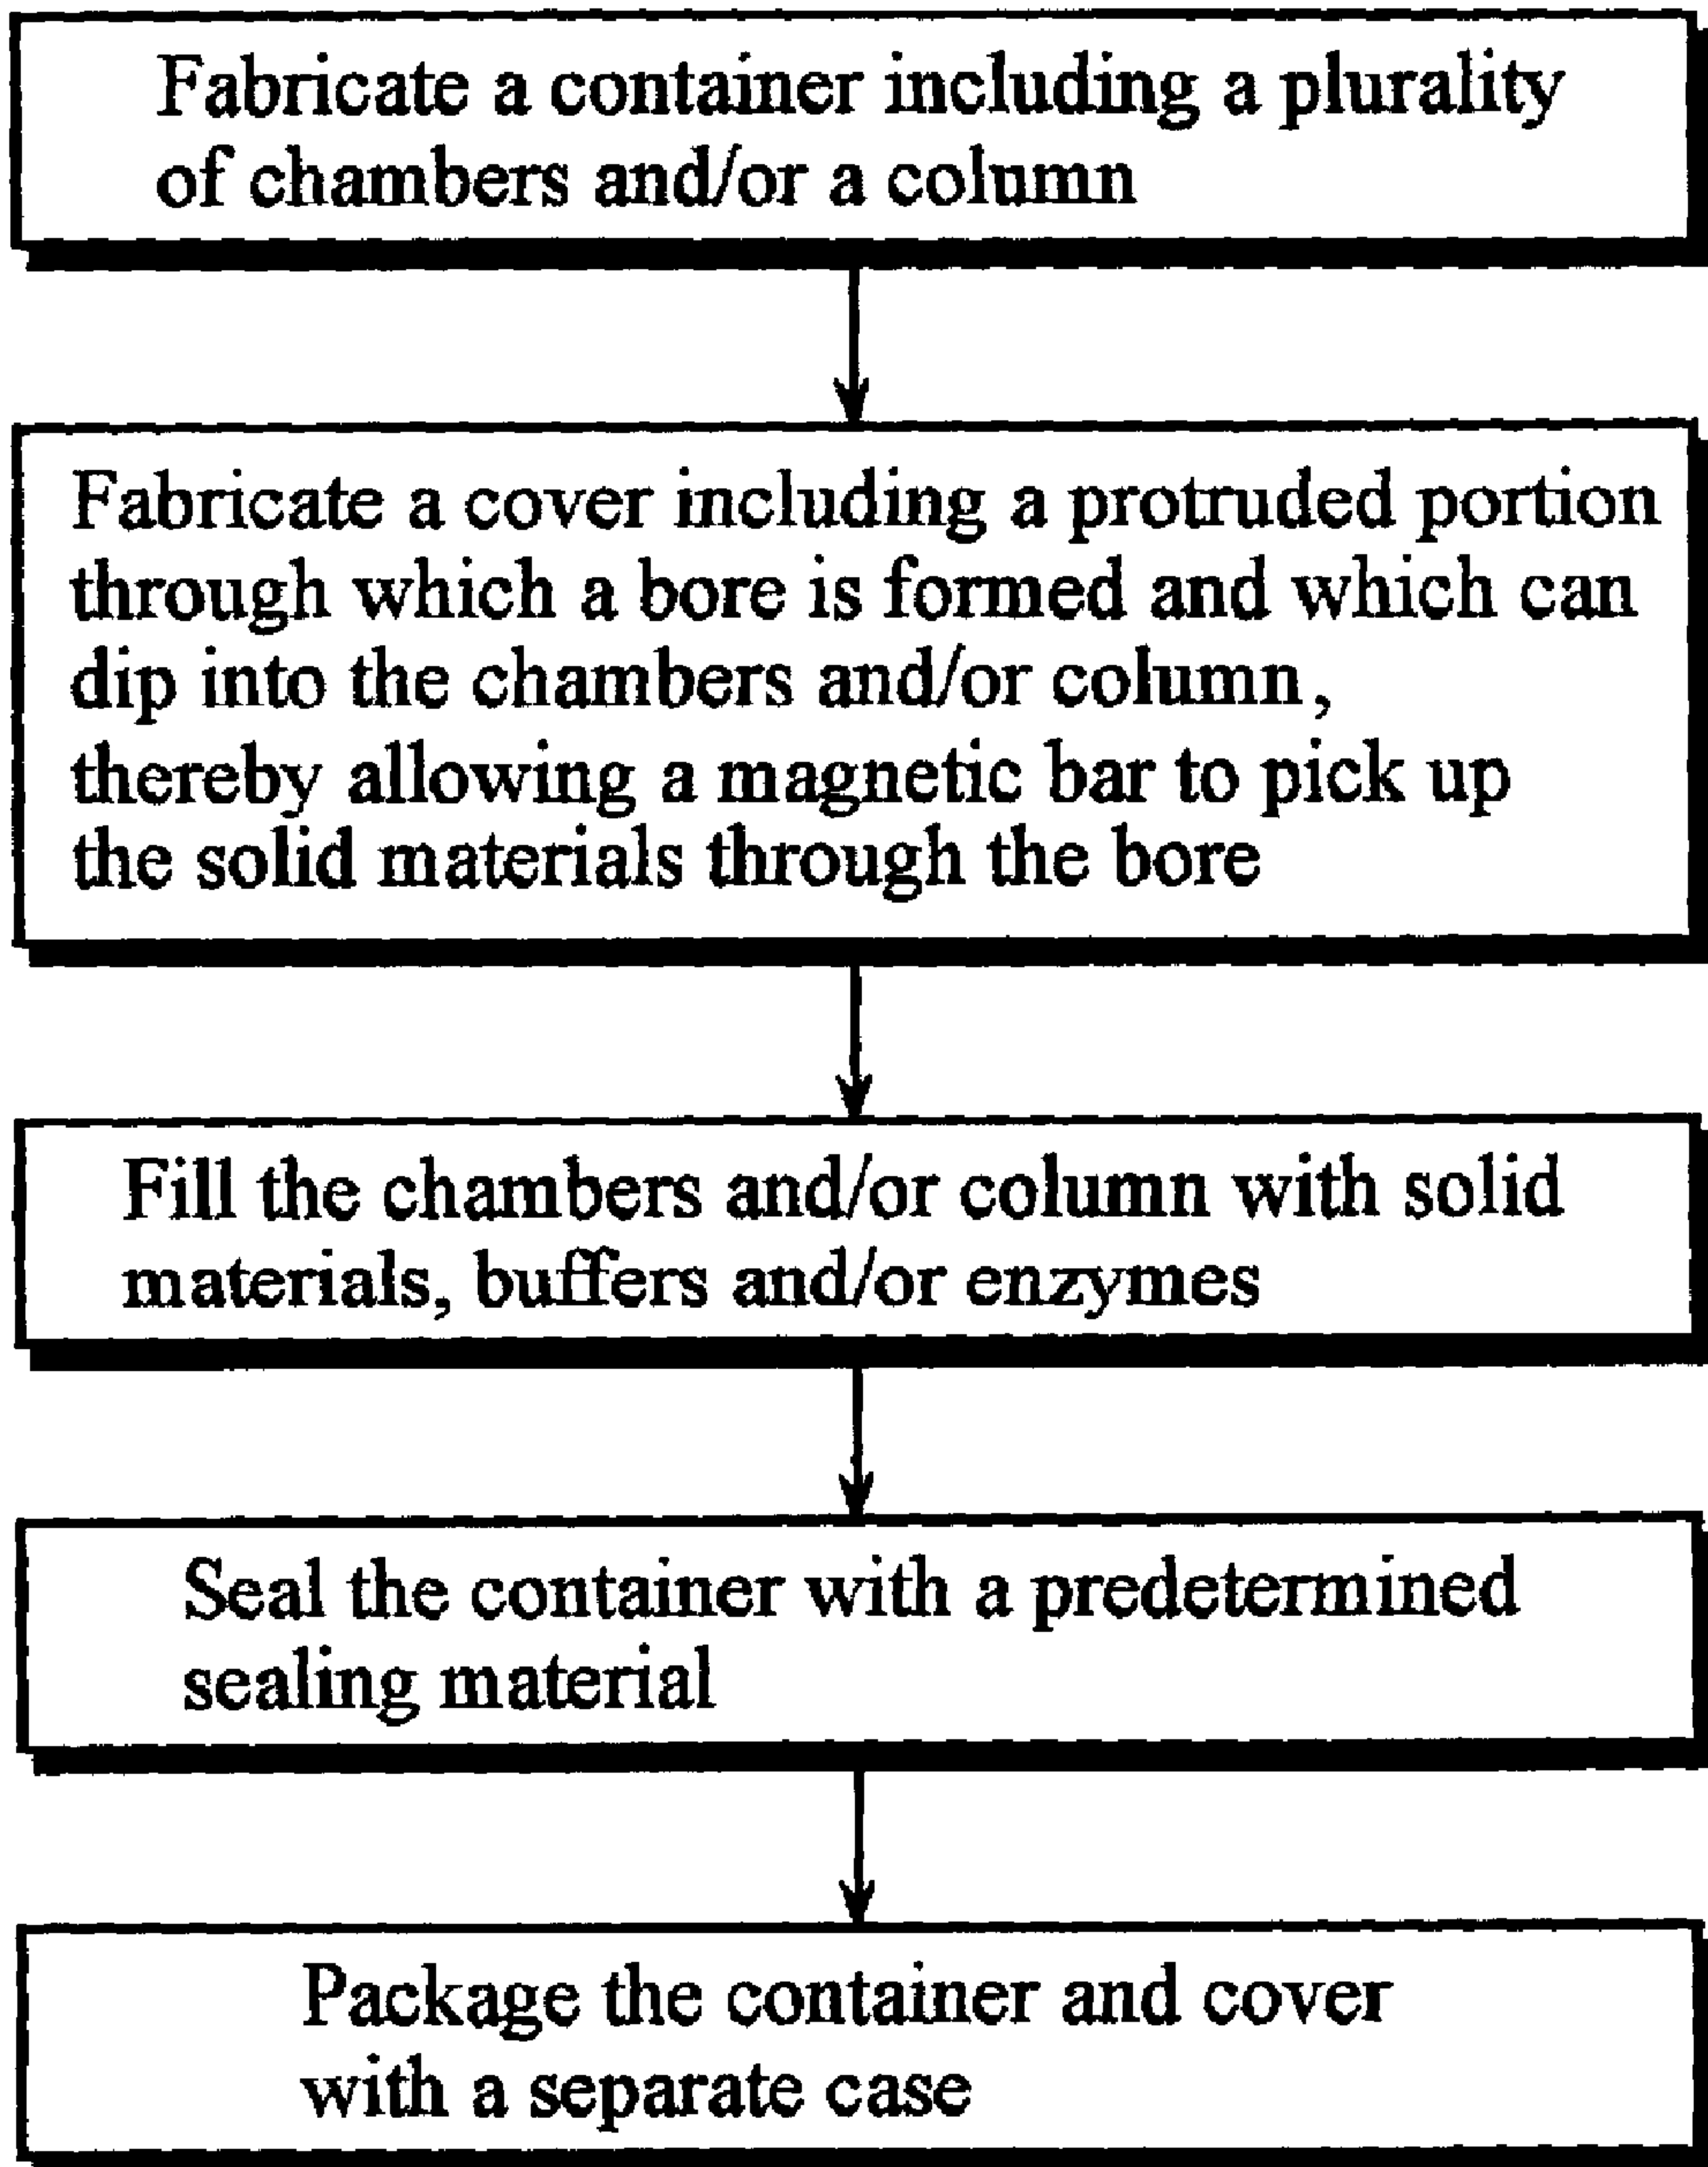 Fabricate a container including a plurality
of chambers and/or a column
Fabricate a cover including a protruded portion
through which a bore is formed and which can
dip into the chambers and/or column,
thereby allowing a magnetic bar to pick up
the solid materials through the bore
Fill the chambers and/or column with solid
materials, buffers and/or enzymes
Seal the container with a predetermined
sealing material
Package the container and cover
with a separate case